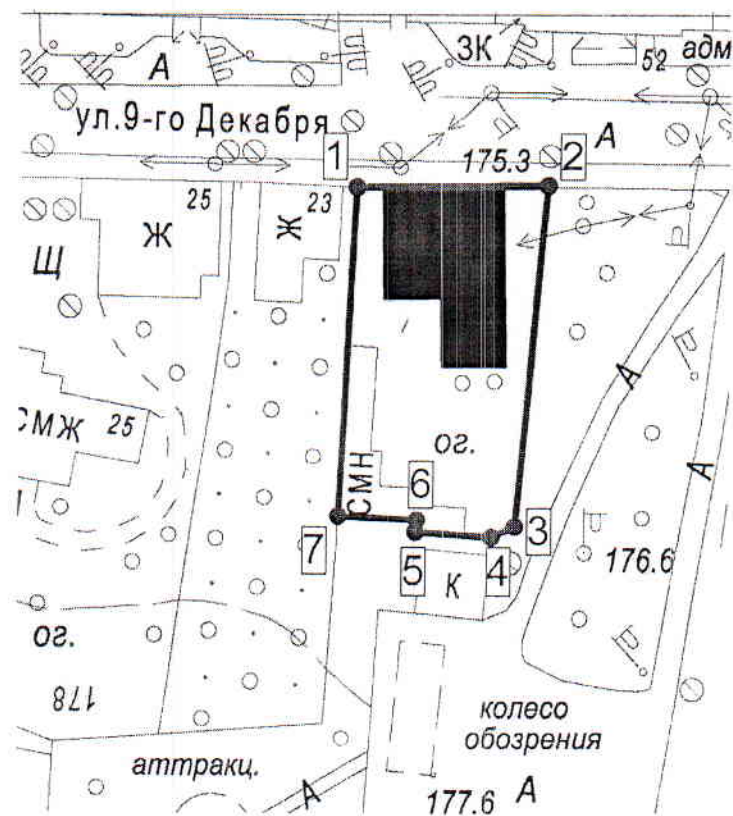 ЗК
52 адм
А
ул.9-го Декабря
А
1
175.3
2
25
23
Ж
Ж
Щ
А
СМЖ 25
ог.
А
СМН
6
7
3
5
4
176.6
К
ог.
178
колесо
обозрения
аттракц.
А
177.6 А